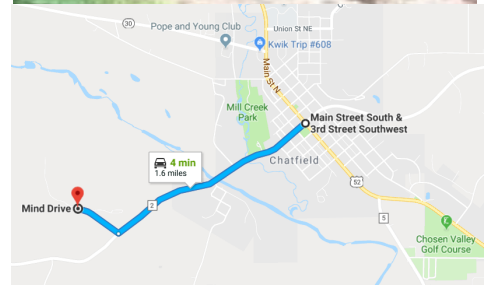 30
Pope and Young Club
Union St NE
Kwik Trip #608
Main St N
Mill Creek
Park
Main Street South &
3rd Street Southwest
4 min
1.6 miles
Chatfield
52
Mind Drive
2
5
Chosen Valley
Golf Course